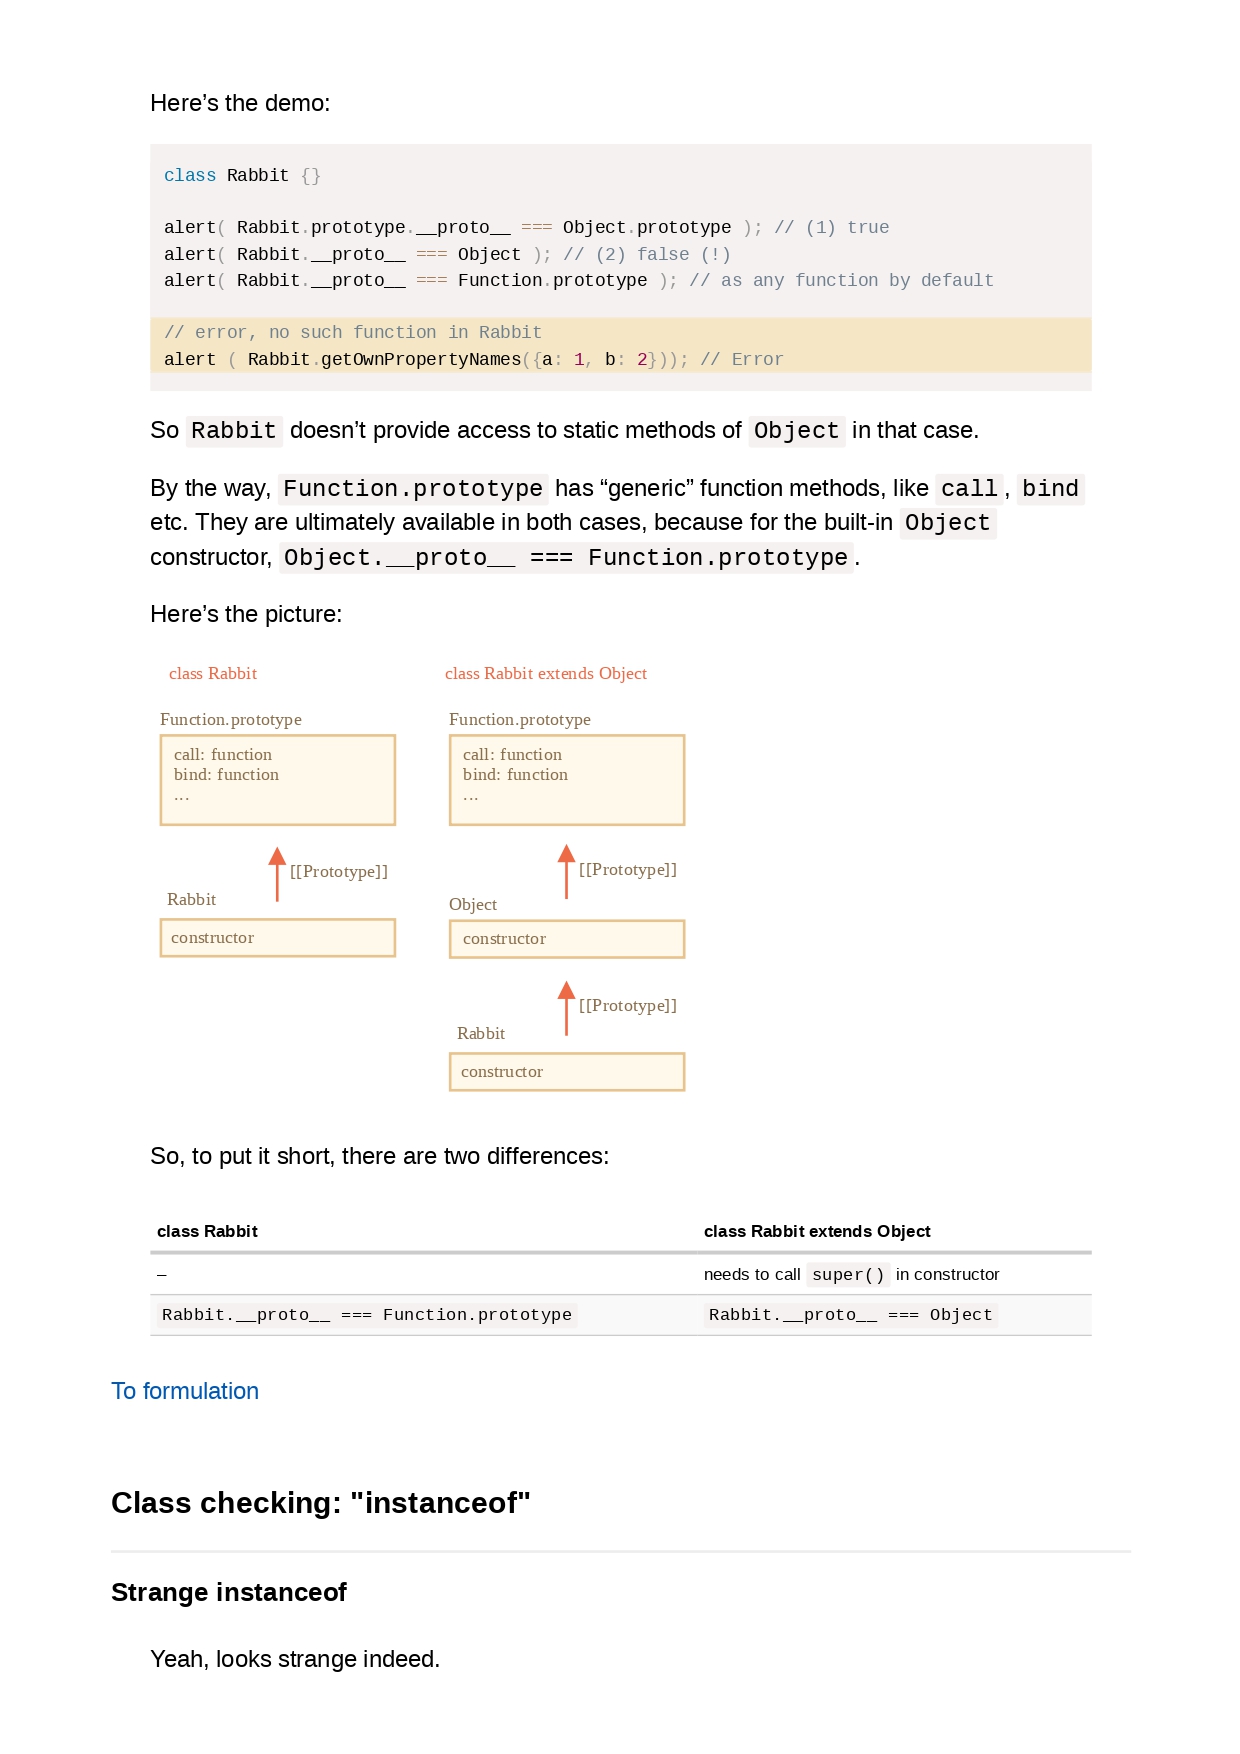 Here’s the demo:
class Rabbit {}
alert( Rabbit.prototype.__proto__ === Object.prototype ); // (1) true
alert( Rabbit.__proto__ === Object ); // (2) false (!)
alert( Rabbit.__proto__ === Function.prototype ); // as any function by default
// error, no such function in Rabbit
alert ( Rabbit.getOwnPropertyNames({a: 1, b: 2})); // Error
So Rabbit doesn’t provide access to static methods of Object in that case.
By the way, Function.prototype has “generic” function methods, like call, bind
etc. They are ultimately available in both cases, because for the built-in Object
constructor, Object.__proto__ === Function.prototype.
Here’s the picture:
class Rabbit
Function.prototype
call: function
bind: function
...
[[Prototype]]
Rabbit
constructor
class Rabbit extends Object
Function.prototype
call: function
bind: function
...
[[Prototype]]
Object
constructor
[[Prototype]]
Rabbit
constructor
So, to put it short, there are two differences:
class Rabbit class Rabbit extends Object
– needs to call super() in constructor
Rabbit.__proto__ === Function.prototype Rabbit.__proto__ === Object
To formulation
Class checking: "instanceof"
Strange instanceof
Yeah, looks strange indeed.